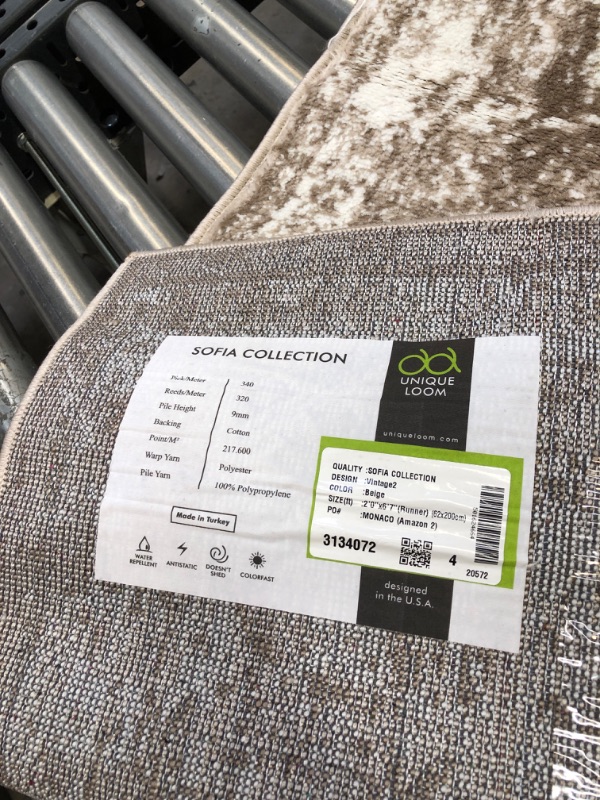 SOFIA COLLECTION
Pick/Meter 340
Reeds/Meter 320
Pile Height 9mm
Backing Cotton
Point/M² 217.600
Warp Yarn Polyester
Pile Yarn 100% Polypropylene
Made in Turkey
WATER REPELLENT
ANTISTATIC
DOESN'T SHED
COLORFAST
UNIQUE
LOOM
uniqueloom.com
QUALITY :SOFIA COLLECTION
DESIGN :Vintage2
COLOR :Beige
SIZE(ft) :2'0"x6'7"(Runner) (62x200cm)
PO# :MONACO (Amazon 2)
3134072
4
20572
designed
in the U.S.A.